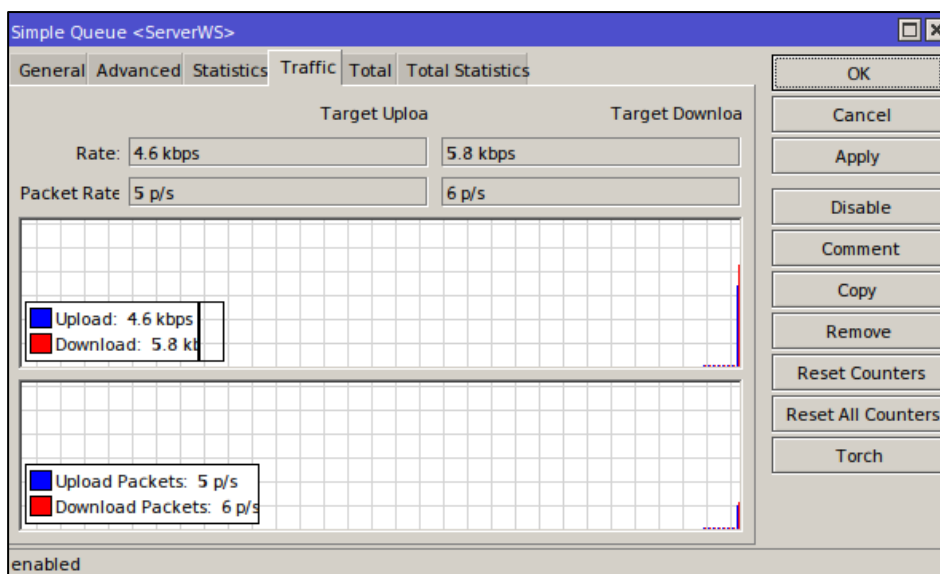 Simple Queue <ServerWS>
General Advanced Statistics Traffic Total Total Statistics
Target Uploa Target Downloa
Rate: 4.6 kbps 5.8 kbps
Packet Rate 5 p/s 6 p/s
Upload: 4.6 kbps
Download: 5.8 kb
Upload Packets: 5 p/s
Download Packets: 6 p/s
OK
Cancel
Apply
Disable
Comment
Copy
Remove
Reset Counters
Reset All Counters
Torch
enabled